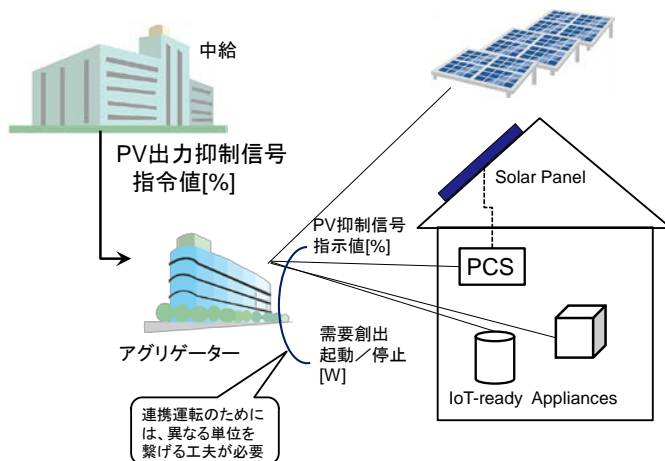 中給
PV出力抑制信号
指令値[%]
Solar Panel
PV抑制信号
指示値[%]
PCS
アグリゲーター
需要創出
起動／停止
[W]
IoT-ready Appliances
連携運転のために
は、異なる単位を
繋げる工夫が必要